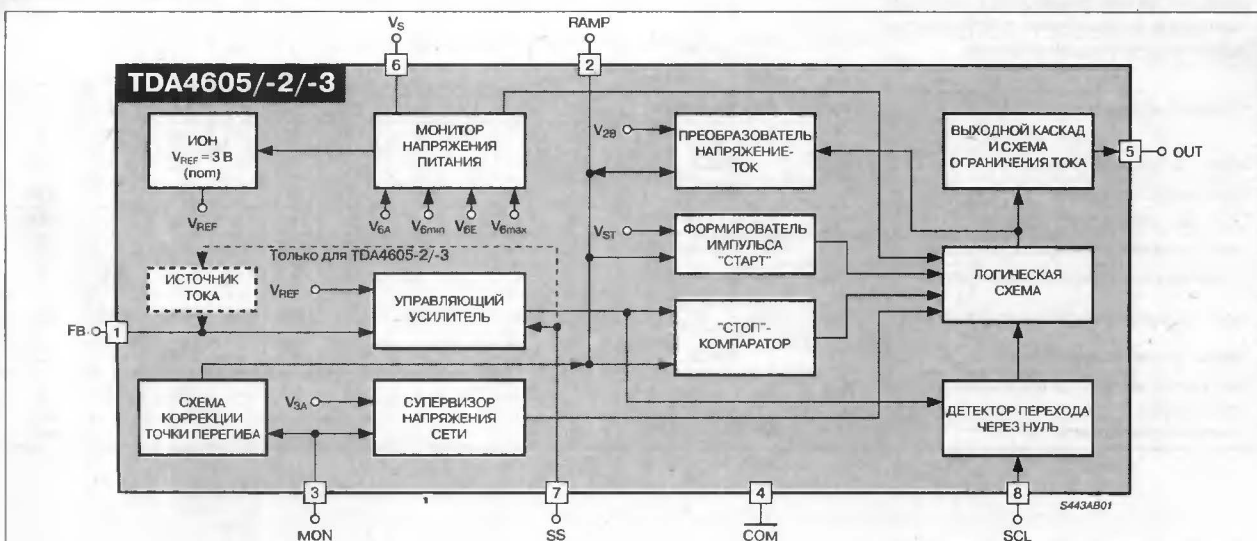 V_S
RAMP
6
2
TDA4605/-2/-3
ИОН
V_REF = 3 В
(nom)
V_REF
МОНИТОР
НАПРЯЖЕНИЯ
ПИТАНИЯ
V_6A
V_6min
V_6E
V_6max
V_2B
ПРЕОБРАЗОВАТЕЛЬ
НАПРЯЖЕНИЕ-
ТОК
ВЫХОДНОЙ КАСКАД
И СХЕМА
ОГРАНИЧЕНИЯ ТОКА
5
OUT
V_ST
ФОРМИРОВАТЕЛЬ
ИМПУЛЬСА
"СТАРТ"
Только для TDA4605-2/-3
ИСТОЧНИК
ТОКА
V_REF
УПРАВЛЯЮЩИЙ
УСИЛИТЕЛЬ
ЛОГИЧЕСКАЯ
СХЕМА
FB
1
"СТОП"-
КОМПАРАТОР
СХЕМА
КОРРЕКЦИИ
ТОЧКИ ПЕРЕГИБА
V_3A
СУПЕРВИЗОР
НАПРЯЖЕНИЯ
СЕТИ
ДЕТЕКТОР ПЕРЕХОДА
ЧЕРЕЗ НУЛЬ
3
7
4
8
S443AB01
MON
SS
COM
SCL